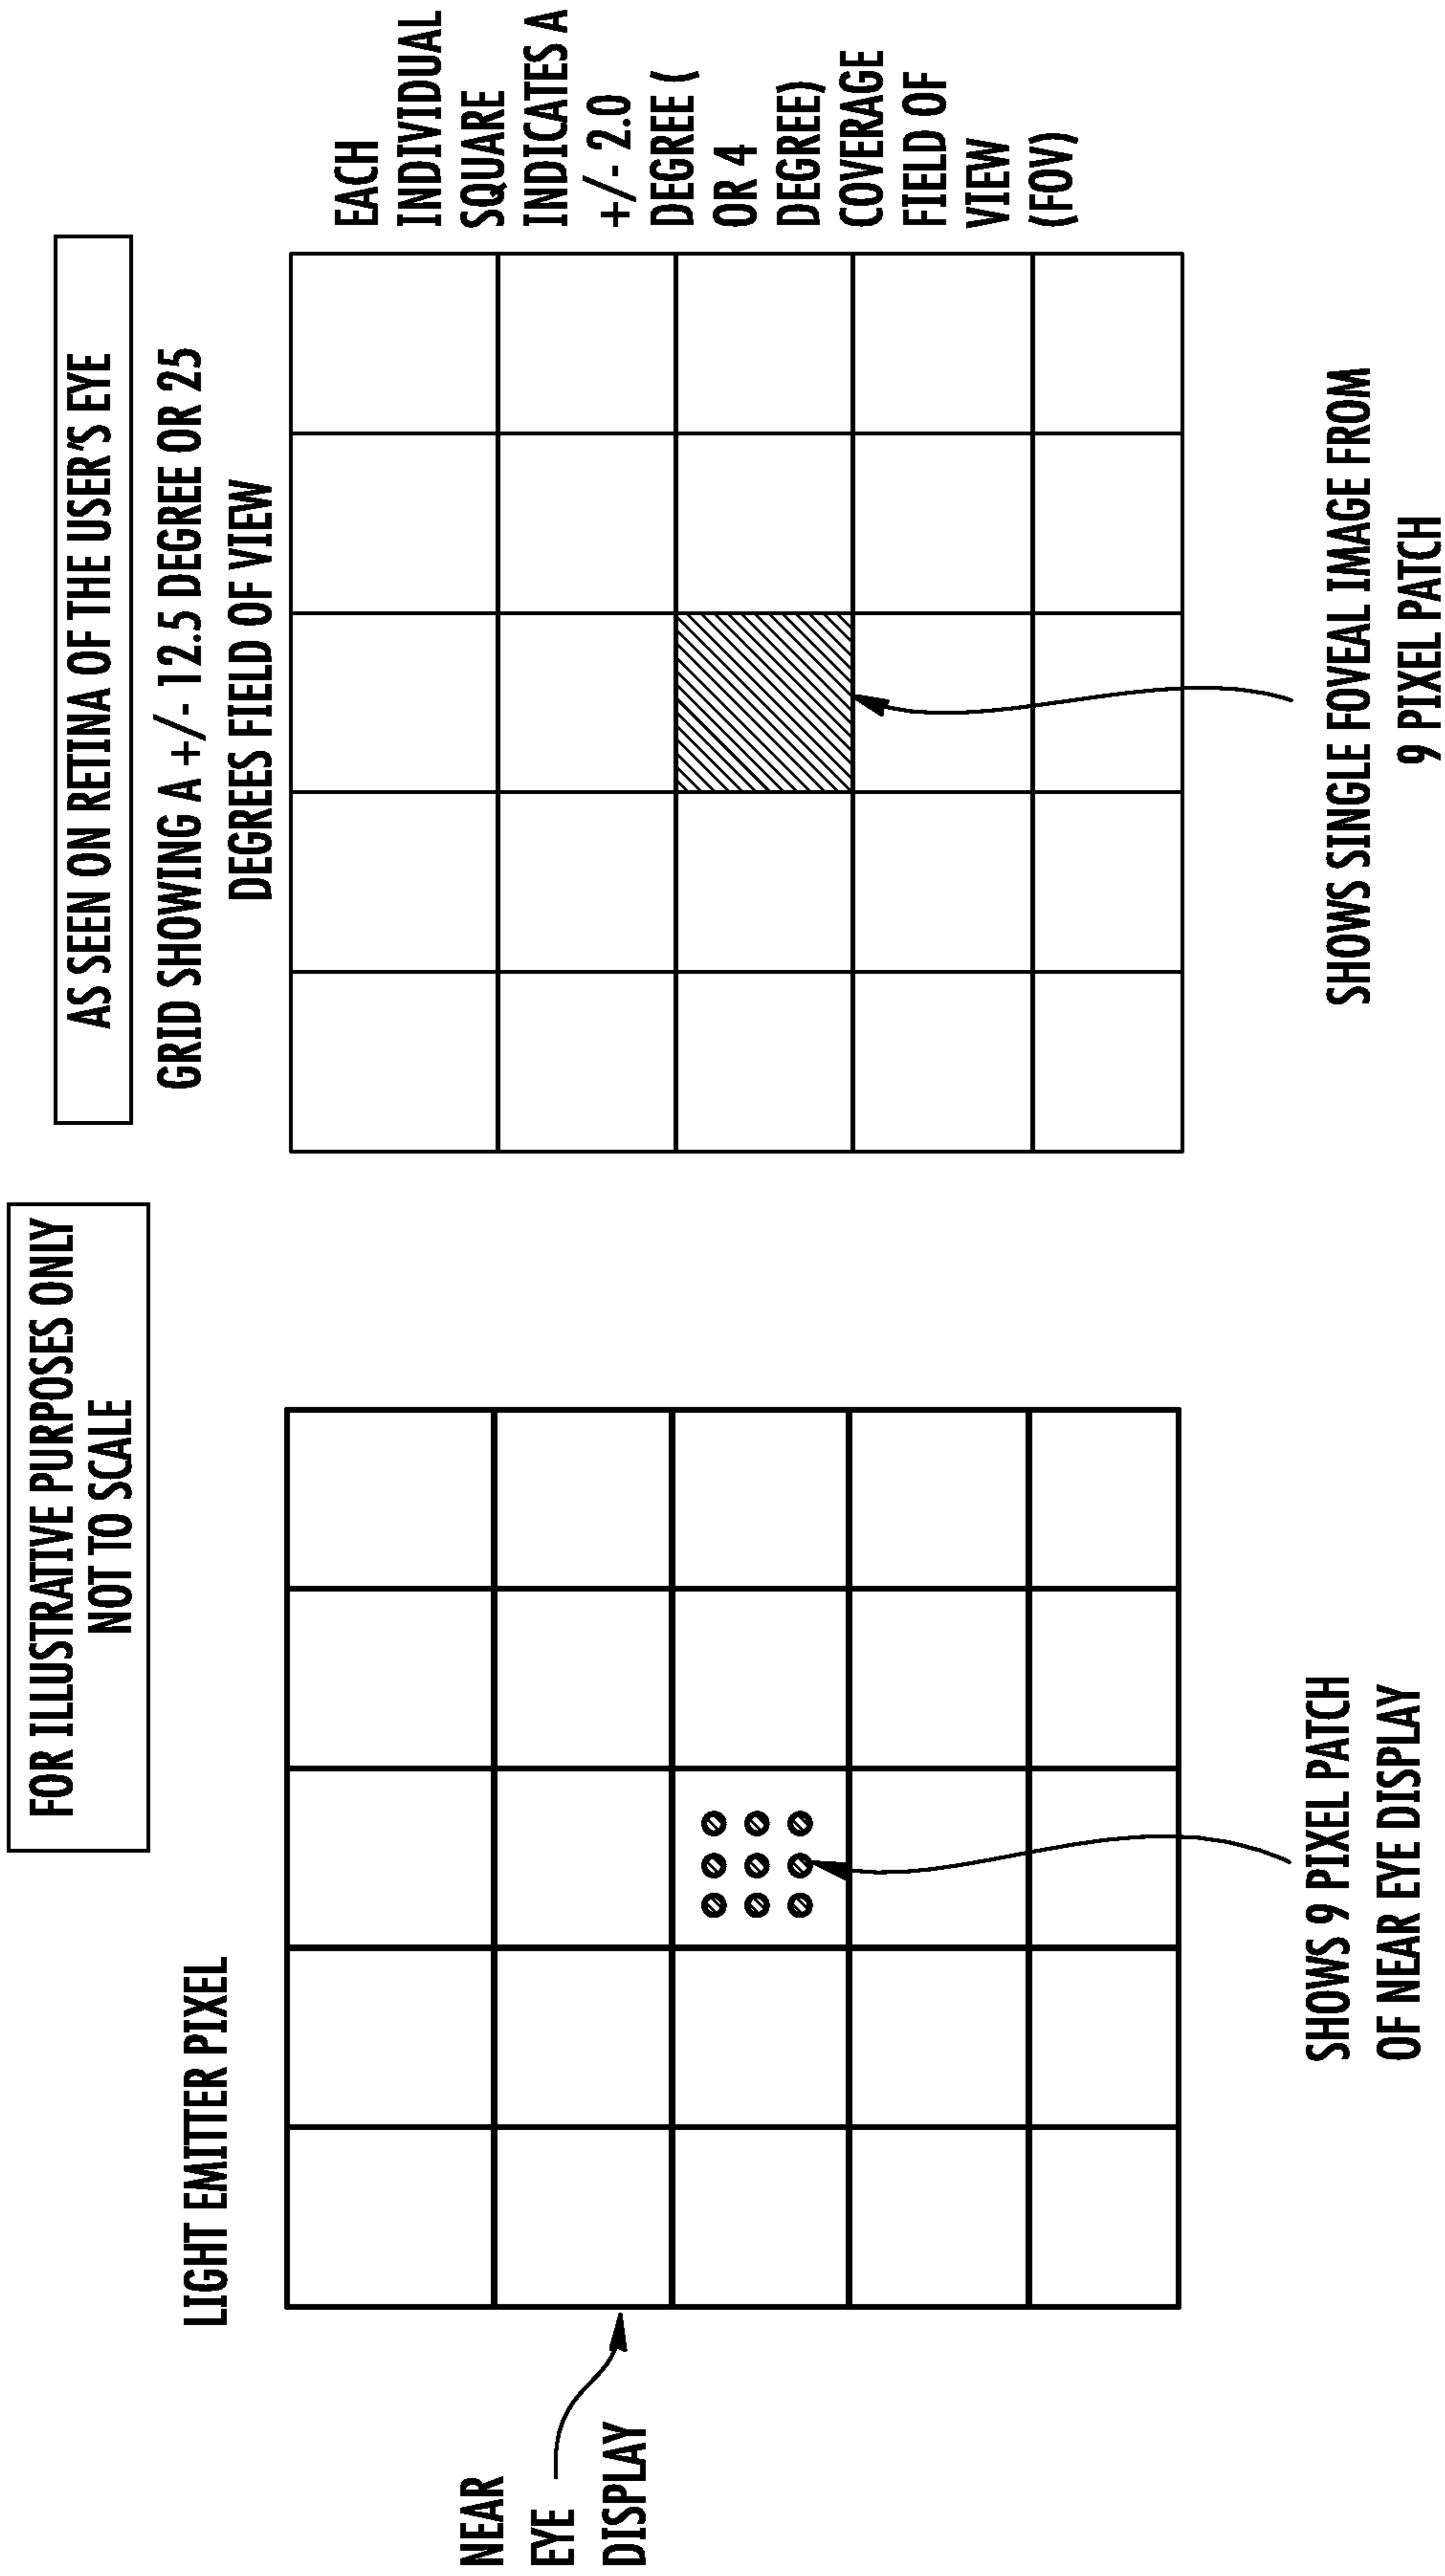 FOR ILLUSTRATIVE PURPOSES ONLY
NOT TO SCALE
LIGHT EMITTER PIXEL
NEAR
EYE
DISPLAY
SHOWS 9 PIXEL PATCH
OF NEAR EYE DISPLAY
AS SEEN ON RETINA OF THE USER'S EYE
GRID SHOWING A +/- 12.5 DEGREE OR 25
DEGREES FIELD OF VIEW
EACH
INDIVIDUAL
SQUARE
INDICATES A
+/- 2.0
DEGREE (
OR 4
DEGREE)
COVERAGE
FIELD OF
VIEW
(FOV)
SHOWS SINGLE FOVEAL IMAGE FROM
9 PIXEL PATCH